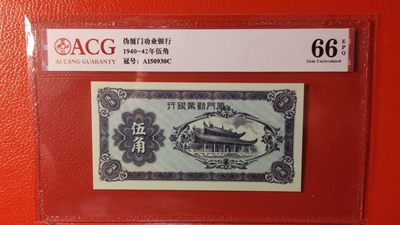 ACG
AI CANG GUARANTY
伪厦门劝业银行
1940-42年伍角
冠号: A150930C
66 EPQ
Gem Uncirculated
行銀業勸門厦
伍角